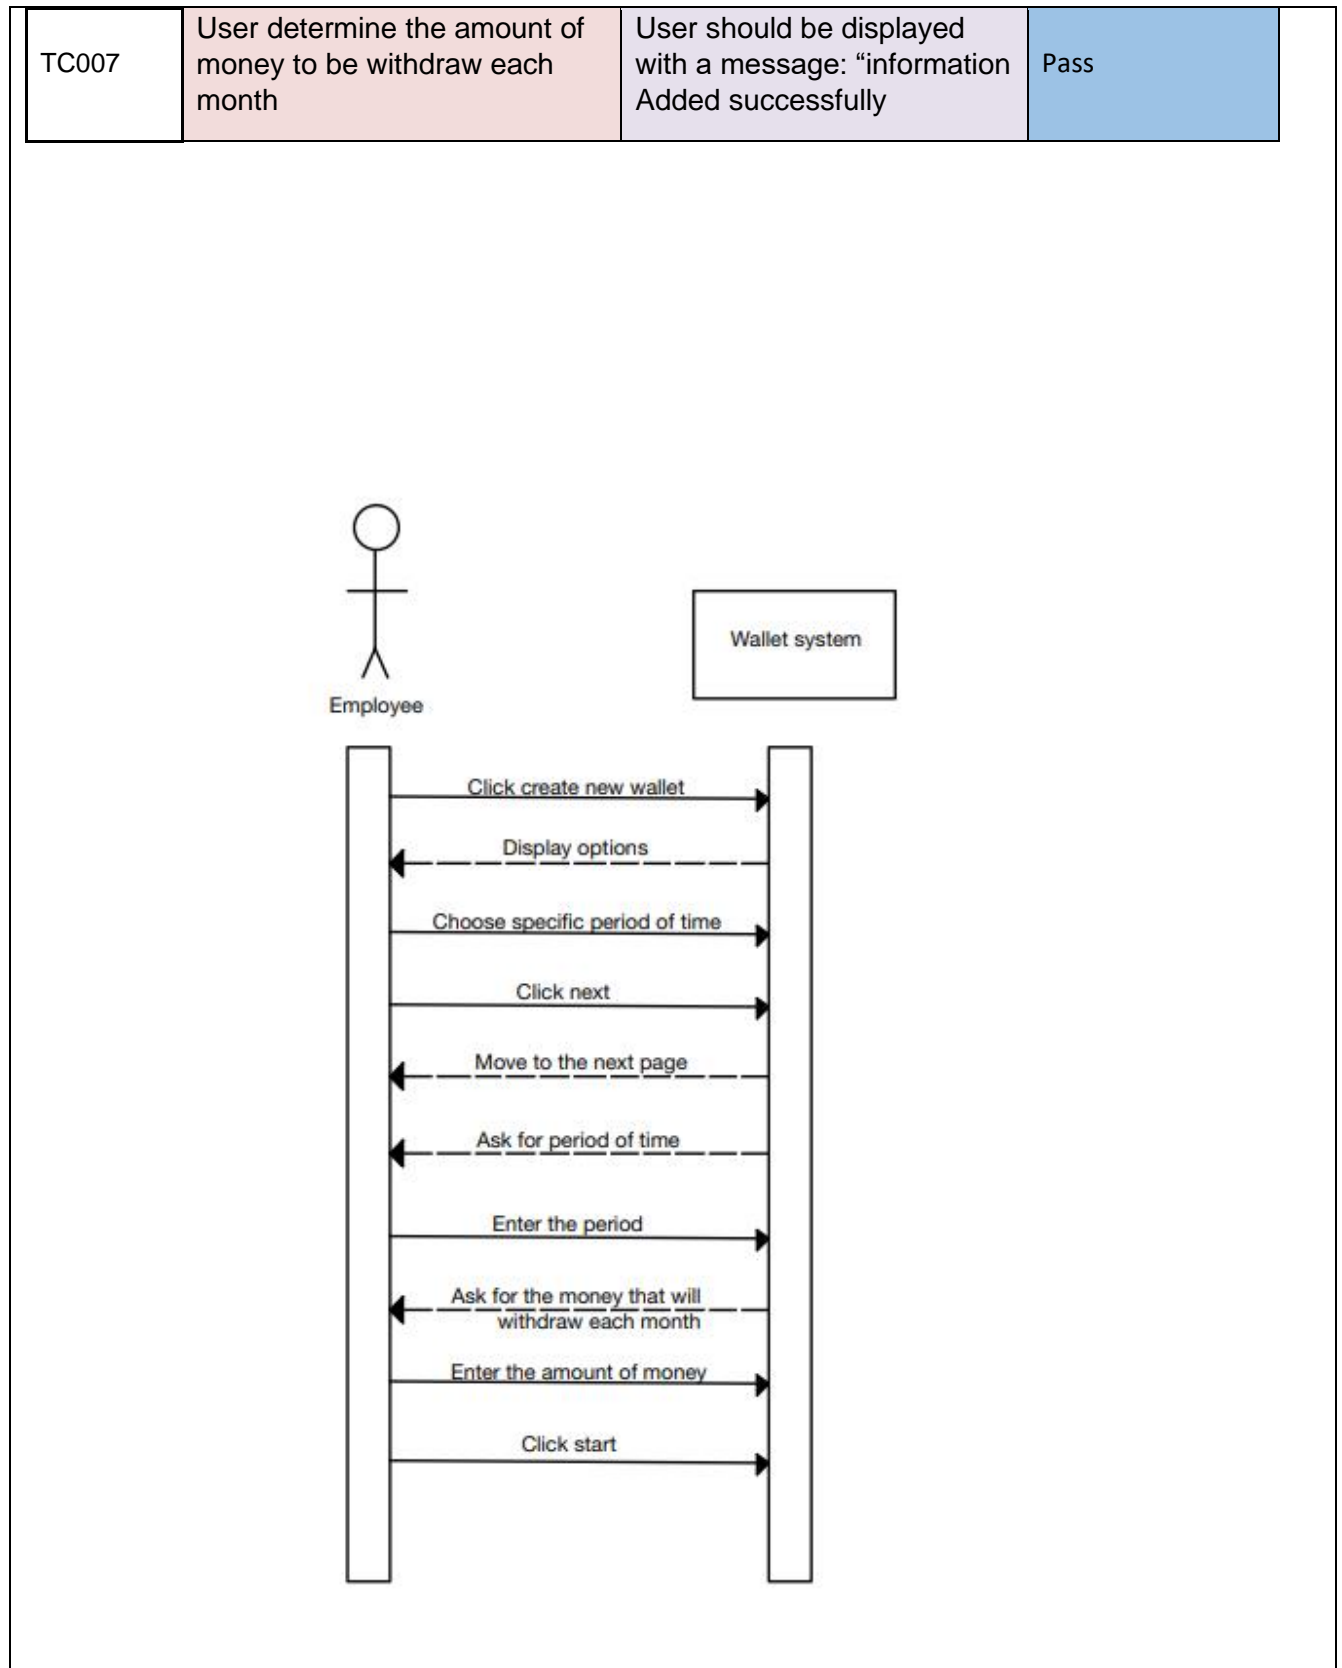 TC007
User determine the amount of
money to be withdraw each
month
User should be displayed
with a message: “information
Added successfully
Pass
Employee
Wallet system
Click create new wallet
Display options
Choose specific period of time
Click next
Move to the next page
Ask for period of time
Enter the period
Ask for the money that will
withdraw each month
Enter the amount of money
Click start